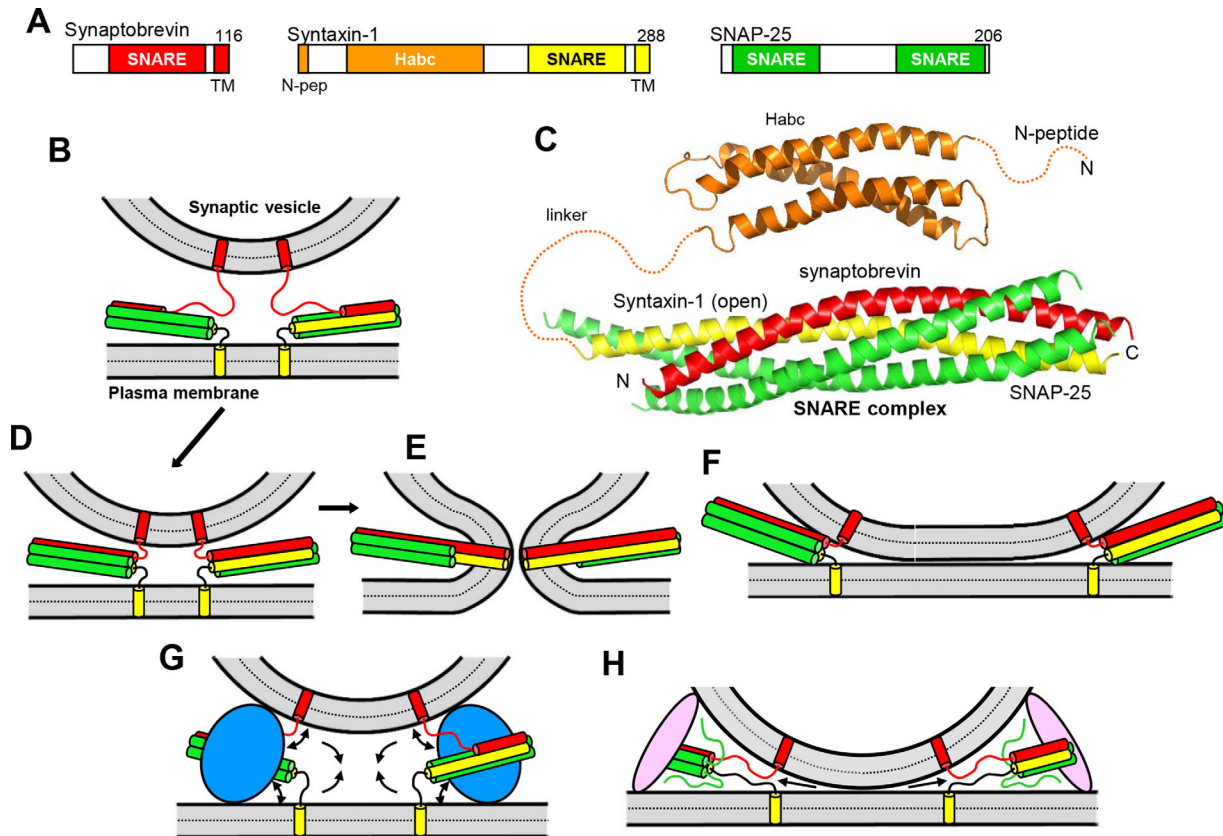 A
Synaptobrevin
116
SNARE
TM
Syntaxin-1
288
Habc
SNARE
N-pep
TM
SNAP-25
206
SNARE
SNARE
B
Synaptic vesicle
Plasma membrane
C
Habc
N-peptide
N
linker
synaptobrevin
Syntaxin-1 (open)
N
C
SNAP-25
SNARE complex
D
E
F
G
H